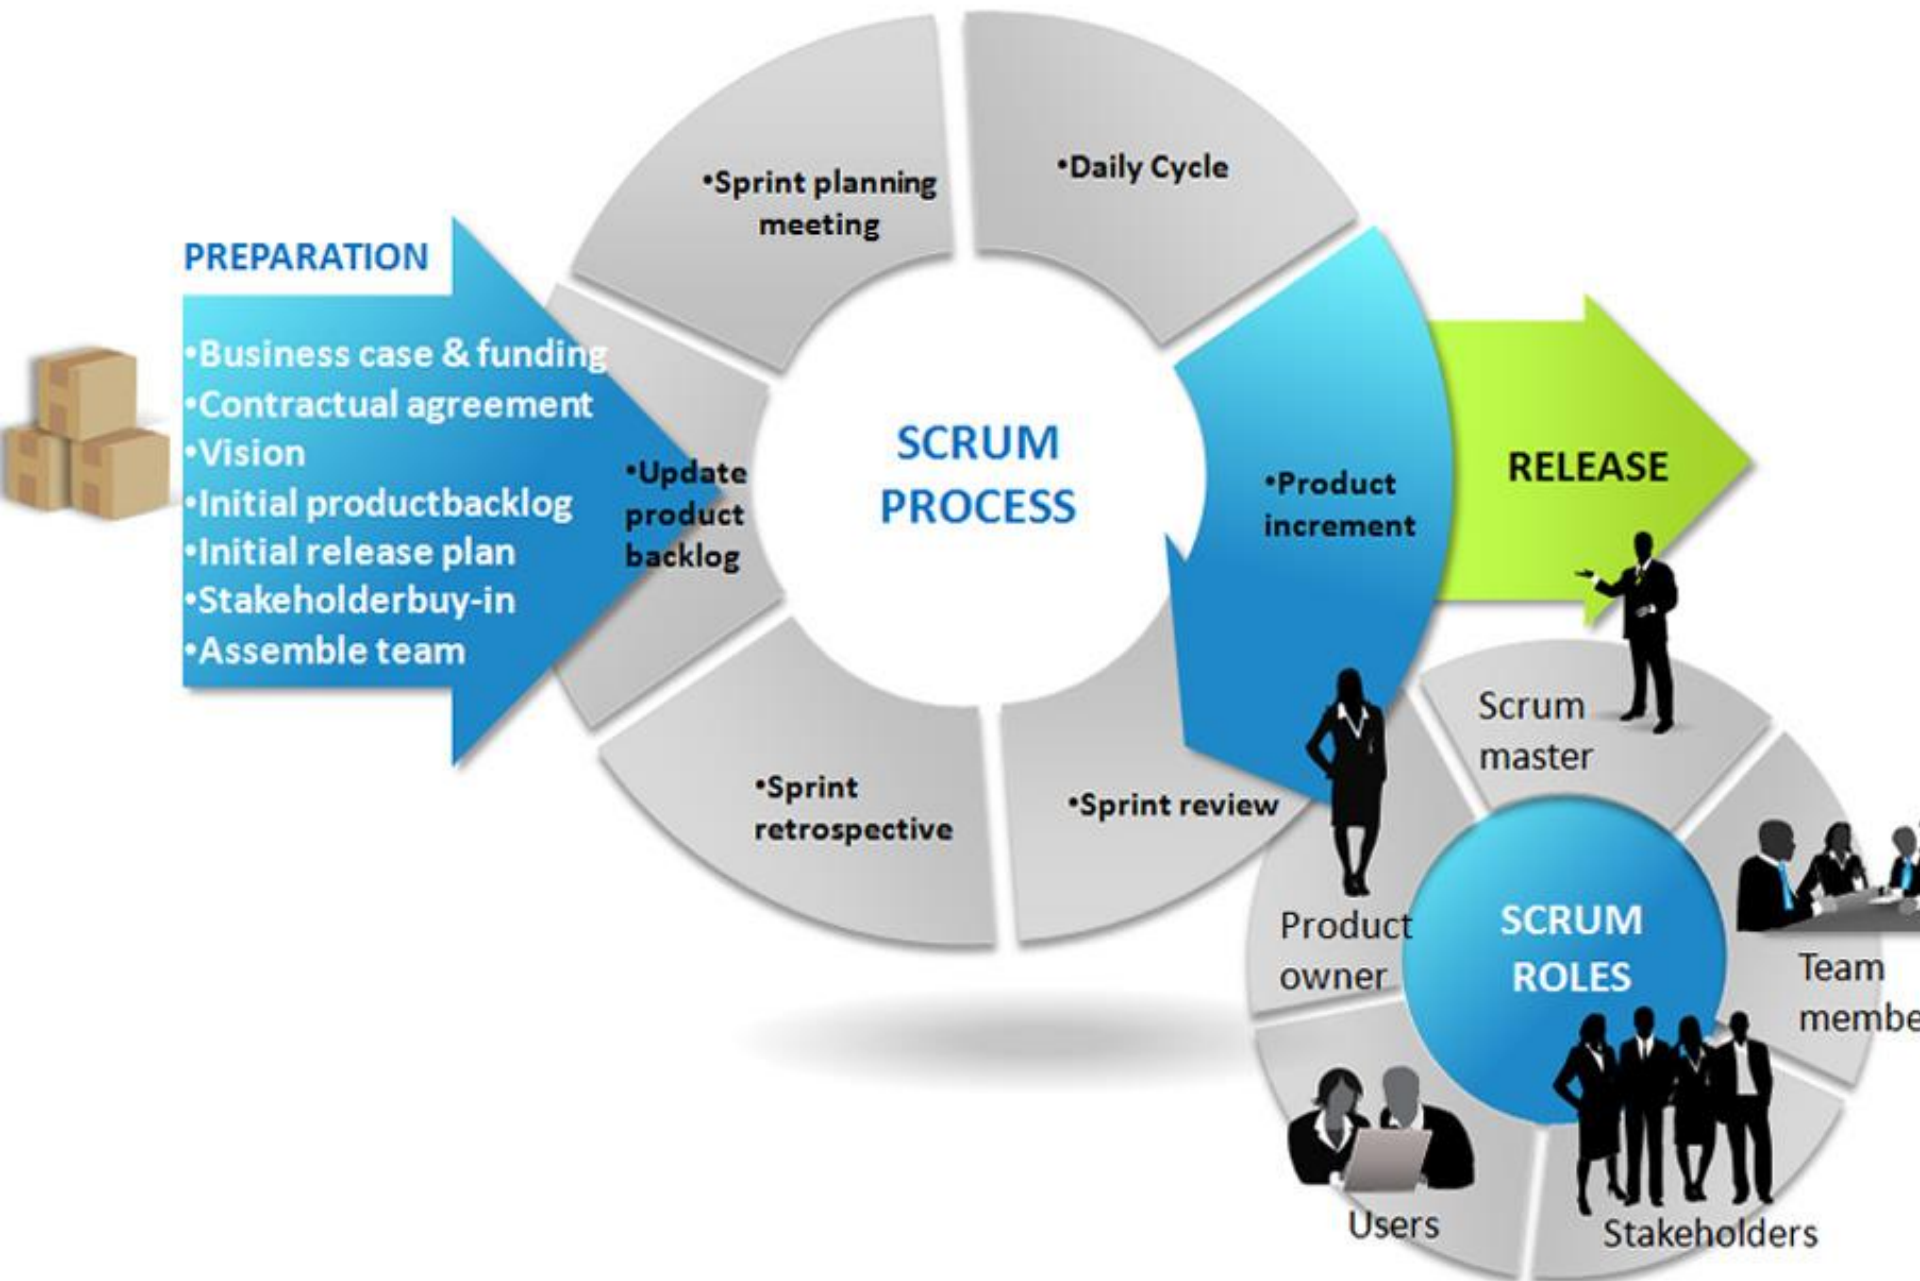 PREPARATION
•Business case & funding
•Contractual agreement
•Vision
•Initial productbacklog
•Initial release plan
•Stakeholderbuy-in
•Assemble team
•Sprint planning
meeting
•Daily Cycle
•Update
product
backlog
SCRUM
PROCESS
•Product
increment
RELEASE
•Sprint
retrospective
•Sprint review
Scrum
master
Product
owner
SCRUM
ROLES
Team
membe
Users
Stakeholders